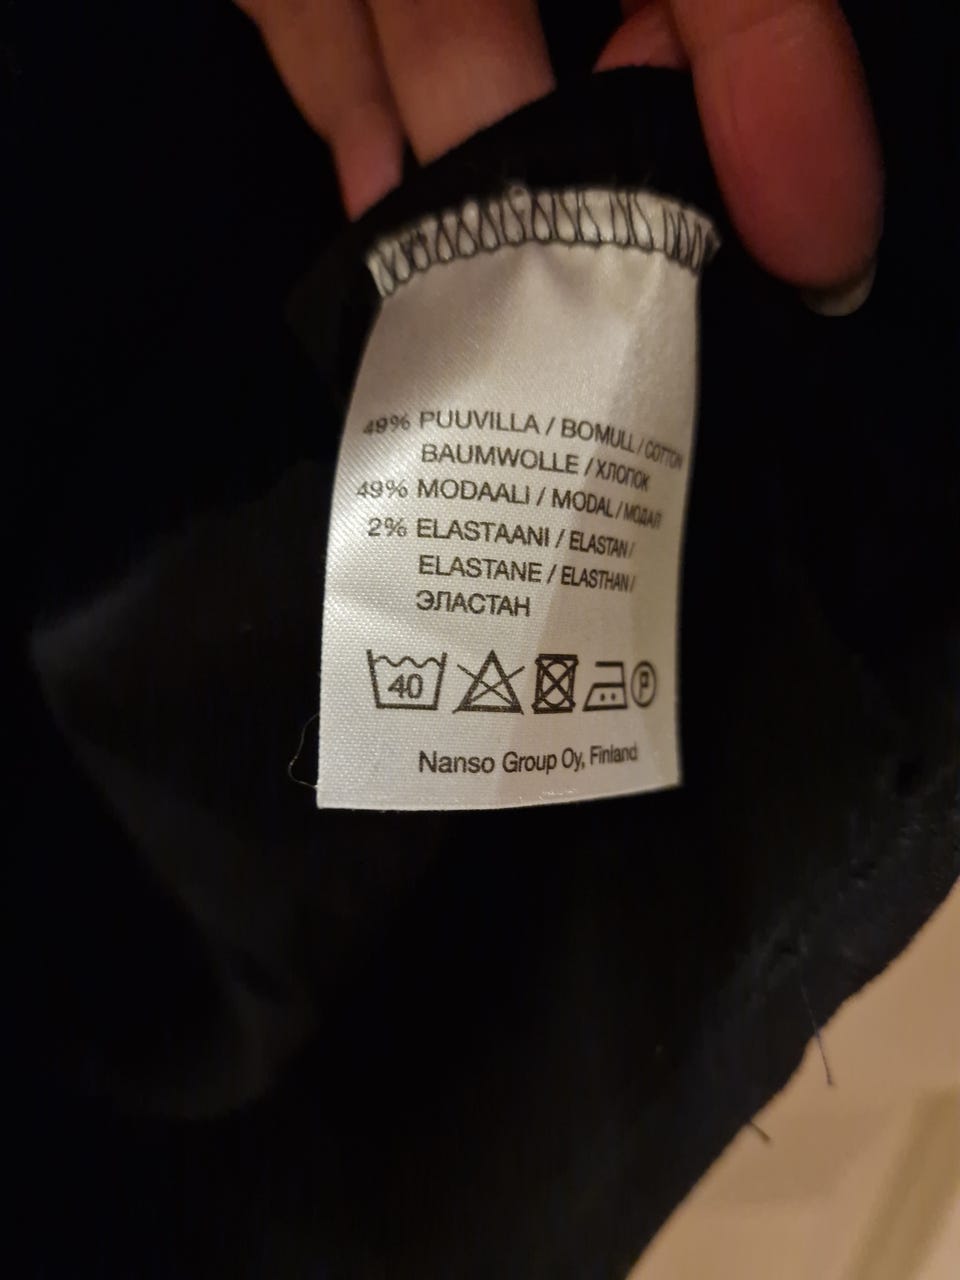 49% PUUVILLA / BOMULL / COTTON
BAUMWOLLE / ХЛОПОК
49% MODAALI / MODAL / МОДАЛ
2% ELASTAANI / ELASTAN /
ELASTANE / ELASTHAN /
ЭЛАСТАН
40 P
Nanso Group Oy, Finland